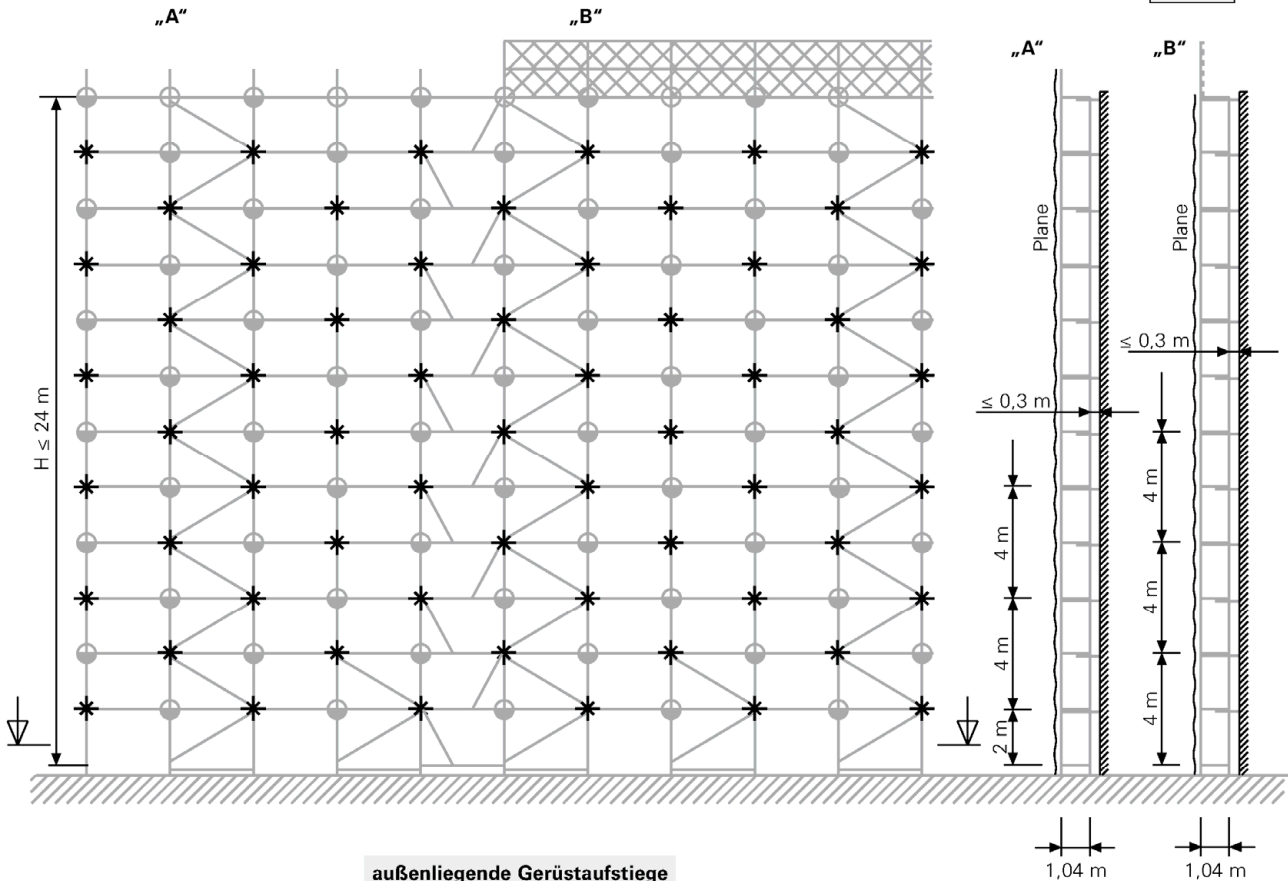 „A“
„B“
„A“
„B“
Plane
Plane
≤ 0,3 m
≤ 0,3 m
H ≤ 24 m
4 m
4 m
2 m
4 m
4 m
4 m
1,04 m
1,04 m
außenliegende Gerüstaufstiege